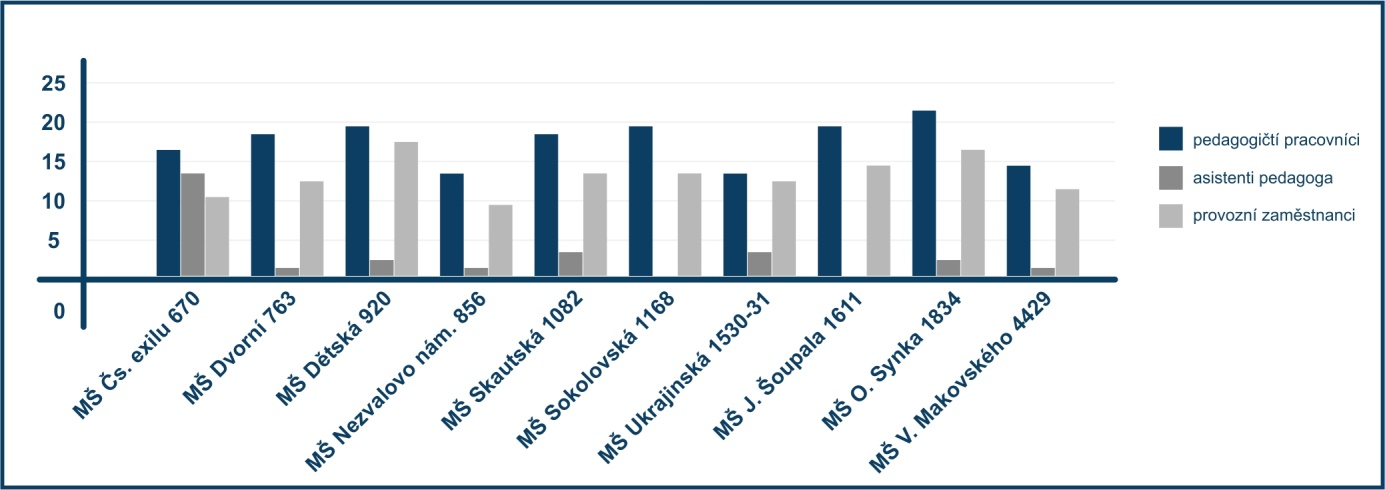 25
20
15
10
5
0
MŠ Čs. exilu 670
MŠ Dvorní 763
MŠ Dětská 920
MŠ Nezvalovo nám. 856
MŠ Skautská 1082
MŠ Sokolovská 1168
MŠ Ukrajinská 1530-31
MŠ J. Šoupala 1611
MŠ O. Synka 1834
MŠ V. Makovského 4429
pedagogičtí pracovníci
asistenti pedagoga
provozní zaměstnanci